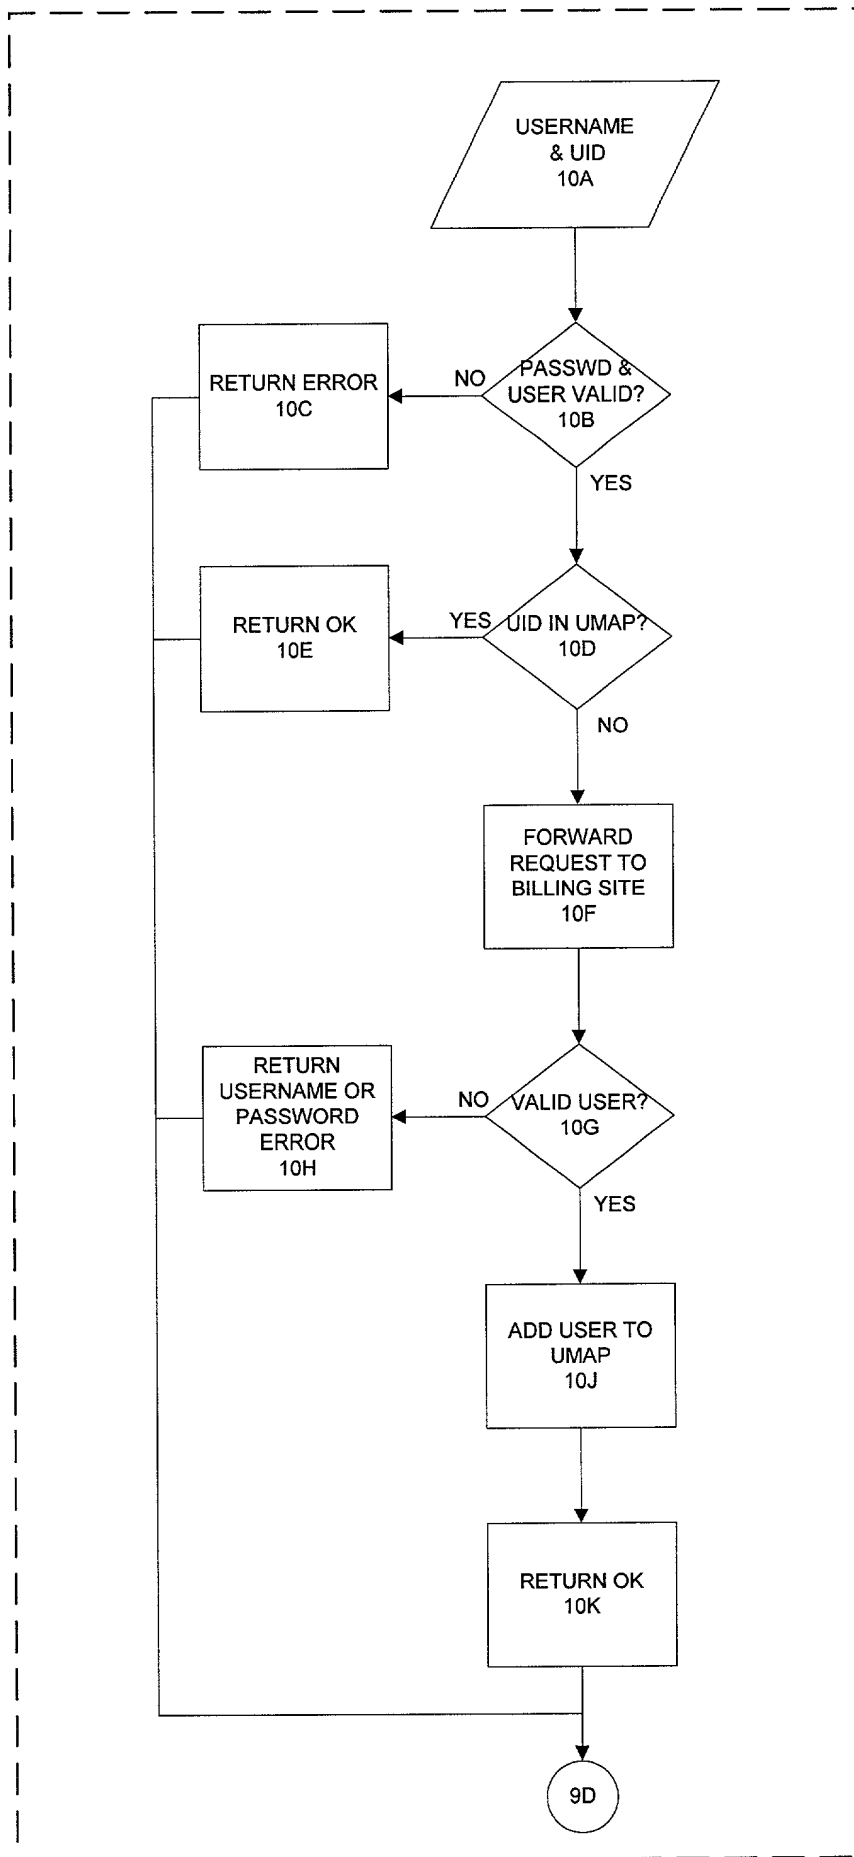 USERNAME
& UID
10A
PASSWD &
USER VALID?
10B
NO
RETURN ERROR
10C
YES
UID IN UMAP?
10D
YES
RETURN OK
10E
NO
FORWARD
REQUEST TO
BILLING SITE
10F
VALID USER?
10G
NO
RETURN
USERNAME OR
PASSWORD
ERROR
10H
YES
ADD USER TO
UMAP
10J
RETURN OK
10K
9D